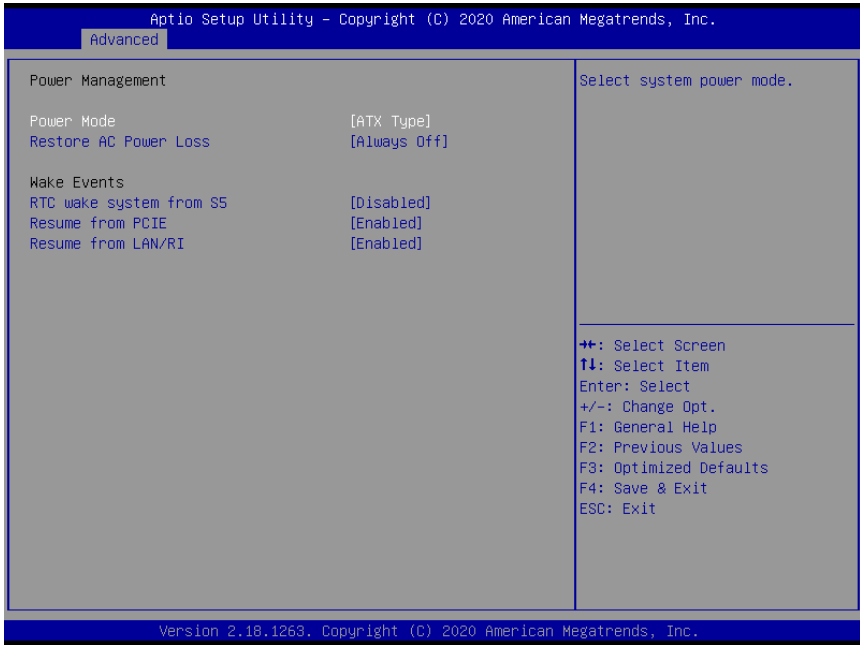 Aptio Setup Utility – Copyright (C) 2020 American Megatrends, Inc.
Advanced
Power Management
Power Mode [ATX Type]
Restore AC Power Loss [Always Off]
Wake Events
RTC wake system from S5 [Disabled]
Resume from PCIE [Enabled]
Resume from LAN/RI [Enabled]
Select system power mode.
→←: Select Screen
↑↓: Select Item
Enter: Select
+/-: Change Opt.
F1: General Help
F2: Previous Values
F3: Optimized Defaults
F4: Save & Exit
ESC: Exit
Version 2.18.1263. Copyright (C) 2020 American Megatrends, Inc.